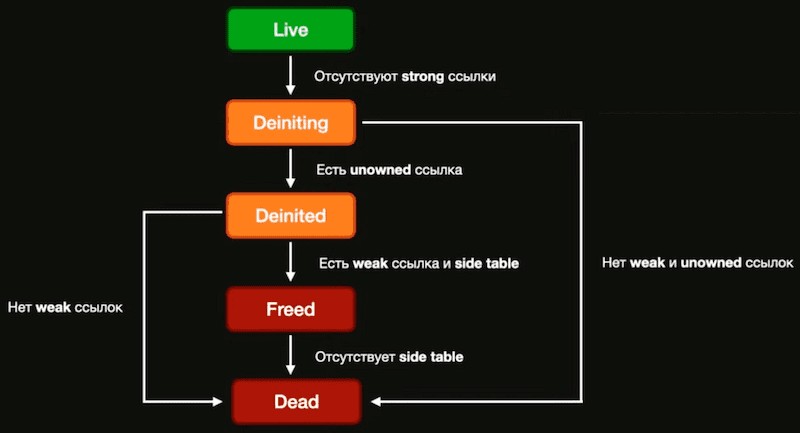 Live
Отсутствуют strong ссылки
Deiniting
Есть unowned ссылка
Deinited
Есть weak ссылка и side table
Нет weak и unowned ссылок
Нет weak ссылок
Freed
Отсутствует side table
Dead